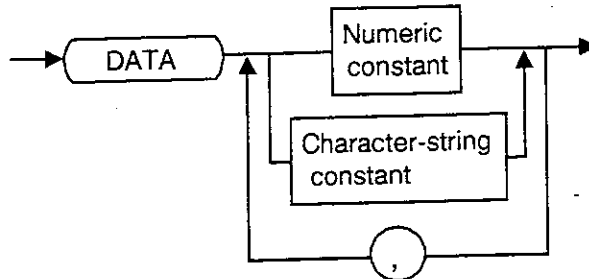 DATA
Numeric
constant
Character-string
constant
,